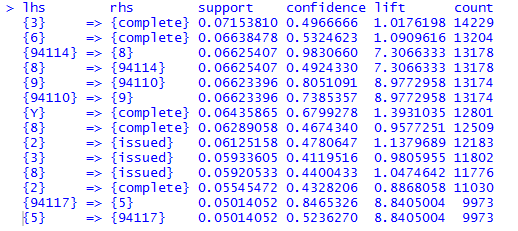 > lhs rhs support confidence lift count
{3} => {complete} 0.07153810 0.4966666 1.0176198 14229
{6} => {complete} 0.06638478 0.5324623 1.0909616 13204
{94114} => {8} 0.06625407 0.9830660 7.3066333 13178
{8} => {94114} 0.06625407 0.4924330 7.3066333 13178
{9} => {94110} 0.06623396 0.8051091 8.9772958 13174
{94110} => {9} 0.06623396 0.7385357 8.9772958 13174
{Y} => {complete} 0.06435865 0.6799278 1.3931035 12801
{8} => {complete} 0.06289058 0.4674340 0.9577251 12509
{2} => {issued} 0.06125158 0.4780647 1.1379689 12183
{3} => {issued} 0.05933605 0.4119516 0.9805955 11802
{8} => {issued} 0.05920533 0.4400433 1.0474642 11776
{2} => {complete} 0.05545472 0.4328206 0.8868058 11030
{94117} => {5} 0.05014052 0.8465326 8.8405004 9973
{5} => {94117} 0.05014052 0.5236270 8.8405004 9973